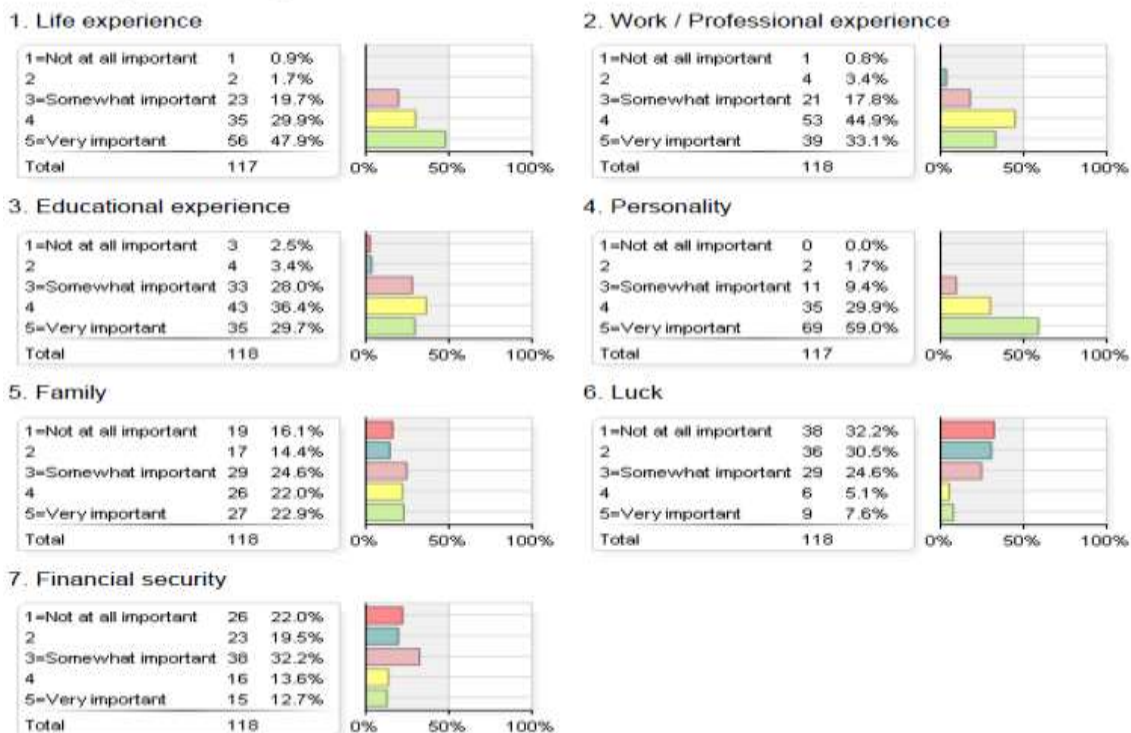 1. Life experience
1=Not at all important 1 0.9%
2 2 1.7%
3=Somewhat important 23 19.7%
4 35 29.9%
5=Very important 56 47.9%
Total 117
0% 50% 100%
2. Work / Professional experience
1=Not at all important 1 0.8%
2 4 3.4%
3=Somewhat important 21 17.8%
4 53 44.9%
5=Very important 39 33.1%
Total 118
0% 50% 100%
3. Educational experience
1=Not at all important 3 2.5%
2 4 3.4%
3=Somewhat important 33 28.0%
4 43 36.4%
5=Very important 35 29.7%
Total 118
0% 50% 100%
4. Personality
1=Not at all important 0 0.0%
2 2 1.7%
3=Somewhat important 11 9.4%
4 35 29.9%
5=Very important 69 59.0%
Total 117
0% 50% 100%
5. Family
1=Not at all important 19 16.1%
2 17 14.4%
3=Somewhat important 29 24.6%
4 26 22.0%
5=Very important 27 22.9%
Total 118
0% 50% 100%
6. Luck
1=Not at all important 38 32.2%
2 36 30.5%
3=Somewhat important 29 24.6%
4 6 5.1%
5=Very important 9 7.6%
Total 118
0% 50% 100%
7. Financial security
1=Not at all important 26 22.0%
2 23 19.5%
3=Somewhat important 38 32.2%
4 16 13.6%
5=Very important 15 12.7%
Total 118
0% 50% 100%